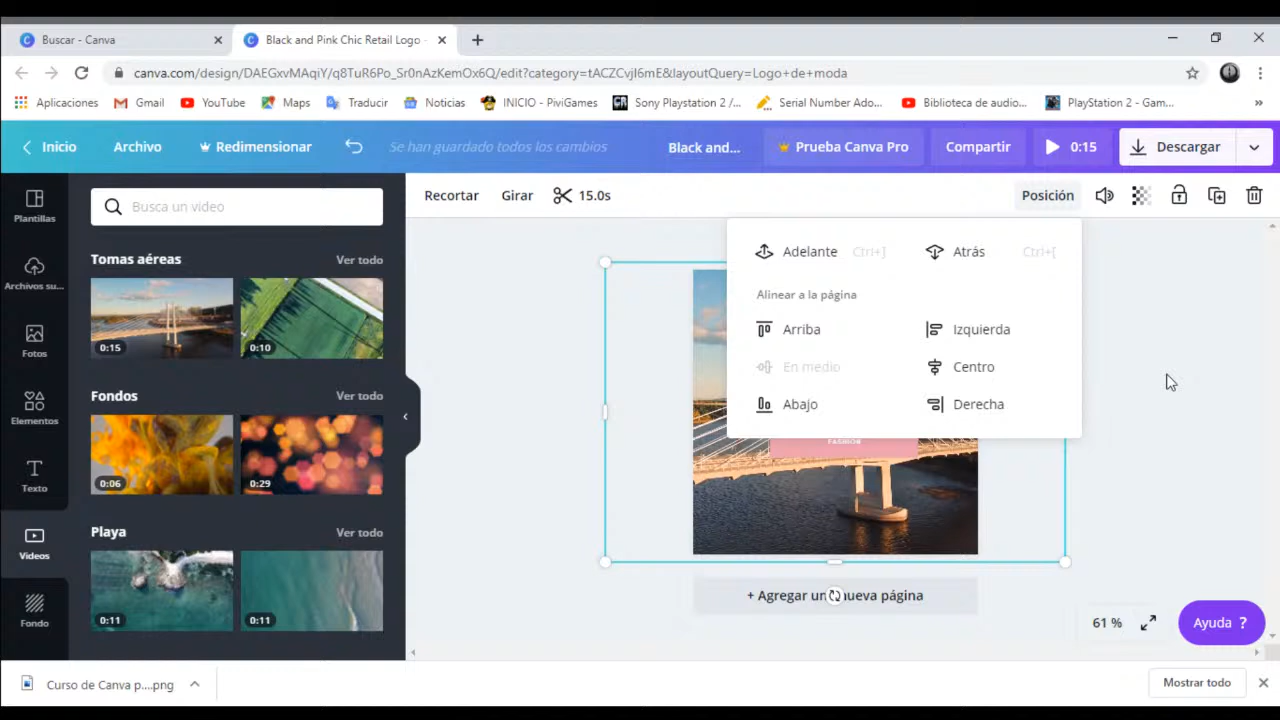 Buscar - Canva
Black and Pink Chic Retail Logo -
canva.com/design/DAEGxvMAqiY/q8TuR6Po_Sr0nAzKemOx6Q/edit?category=tACZCvjI6mE&layoutQuery=Logo+de+moda
Aplicaciones
Gmail
YouTube
Maps
Traducir
Noticias
INICIO - PiviGames
Sony Playstation 2 /...
Serial Number Ado...
Biblioteca de audio...
PlayStation 2 - Gam...
»
Inicio
Archivo
Redimensionar
Se han guardado todos los cambios
Black and...
Prueba Canva Pro
Compartir
0:15
Descargar
Plantillas
Archivos su...
Fotos
Elementos
Texto
Videos
Fondo
Busca un video
Tomas aéreas
Ver todo
0:15
0:10
Fondos
Ver todo
0:06
0:29
Playa
Ver todo
0:11
0:11
Recortar
Girar
15.0s
Posición
Adelante Ctrl+]
Atrás Ctrl+[
Alinear a la página
Arriba
Izquierda
En medio
Centro
Abajo
Derecha
FASHION
+ Agregar un nueva página
61 %
Ayuda ?
Curso de Canva p....png
Mostrar todo